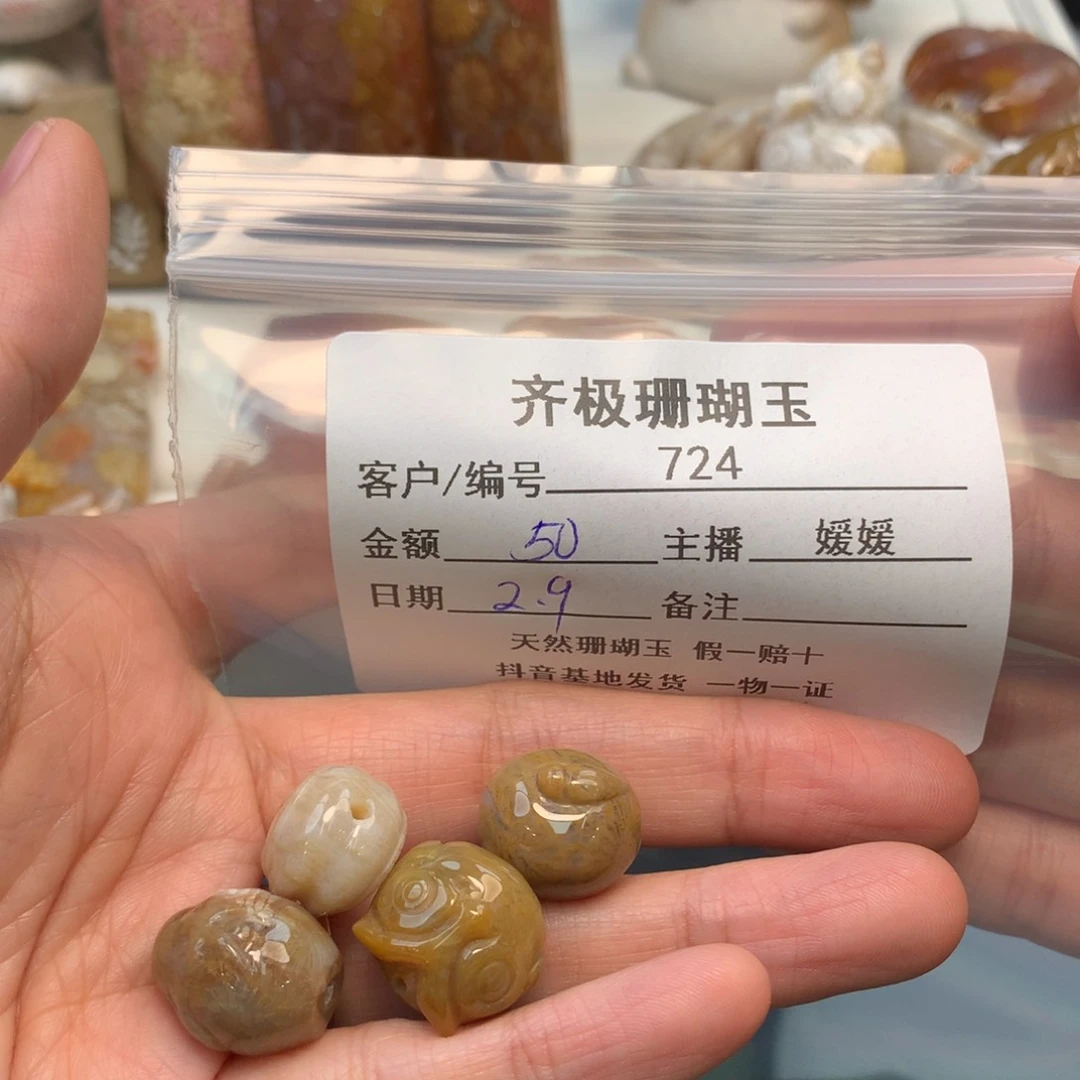 齐极珊瑚玉
客户/编号 724
金额 50 主播 媛媛
日期 2.9 备注
天然珊瑚玉 假一赔十
抖音基地发货 一物一证